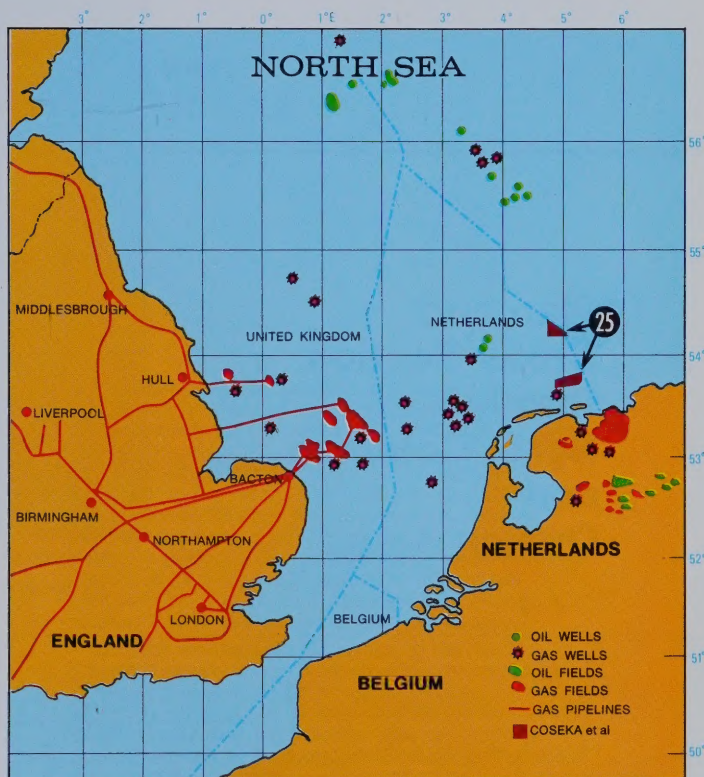 3° 2° 1° 0° 1°E 2° 3° 4° 5° 6°
NORTH SEA
56°
55°
MIDDLESBROUGH
UNITED KINGDOM
NETHERLANDS
25
54°
HULL
LIVERPOOL
53°
BACTON
BIRMINGHAM
NORTHAMPTON
NETHERLANDS
52°
LONDON
BELGIUM
ENGLAND
OIL WELLS
GAS WELLS
51°
OIL FIELDS
BELGIUM
GAS FIELDS
GAS PIPELINES
COSEKA et al
50°